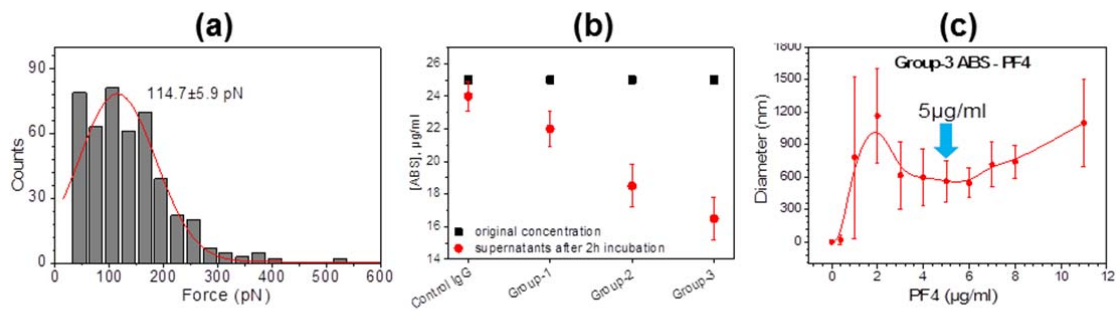 (a)
(b)
(c)
90
60
30
0
Counts
114.7±5.9 pN
0
100
200
300
400
500
600
Force (pN)
26
24
22
20
18
16
14
[ABS], µg/ml
original concentration
supernatants after 2h incubation
Control IgG
Group-1
Group-2
Group-3
1800
1500
1200
900
600
300
0
Diameter (nm)
Group-3 ABS - PF4
5µg/ml
0
2
4
6
8
10
12
PF4 (µg/ml)